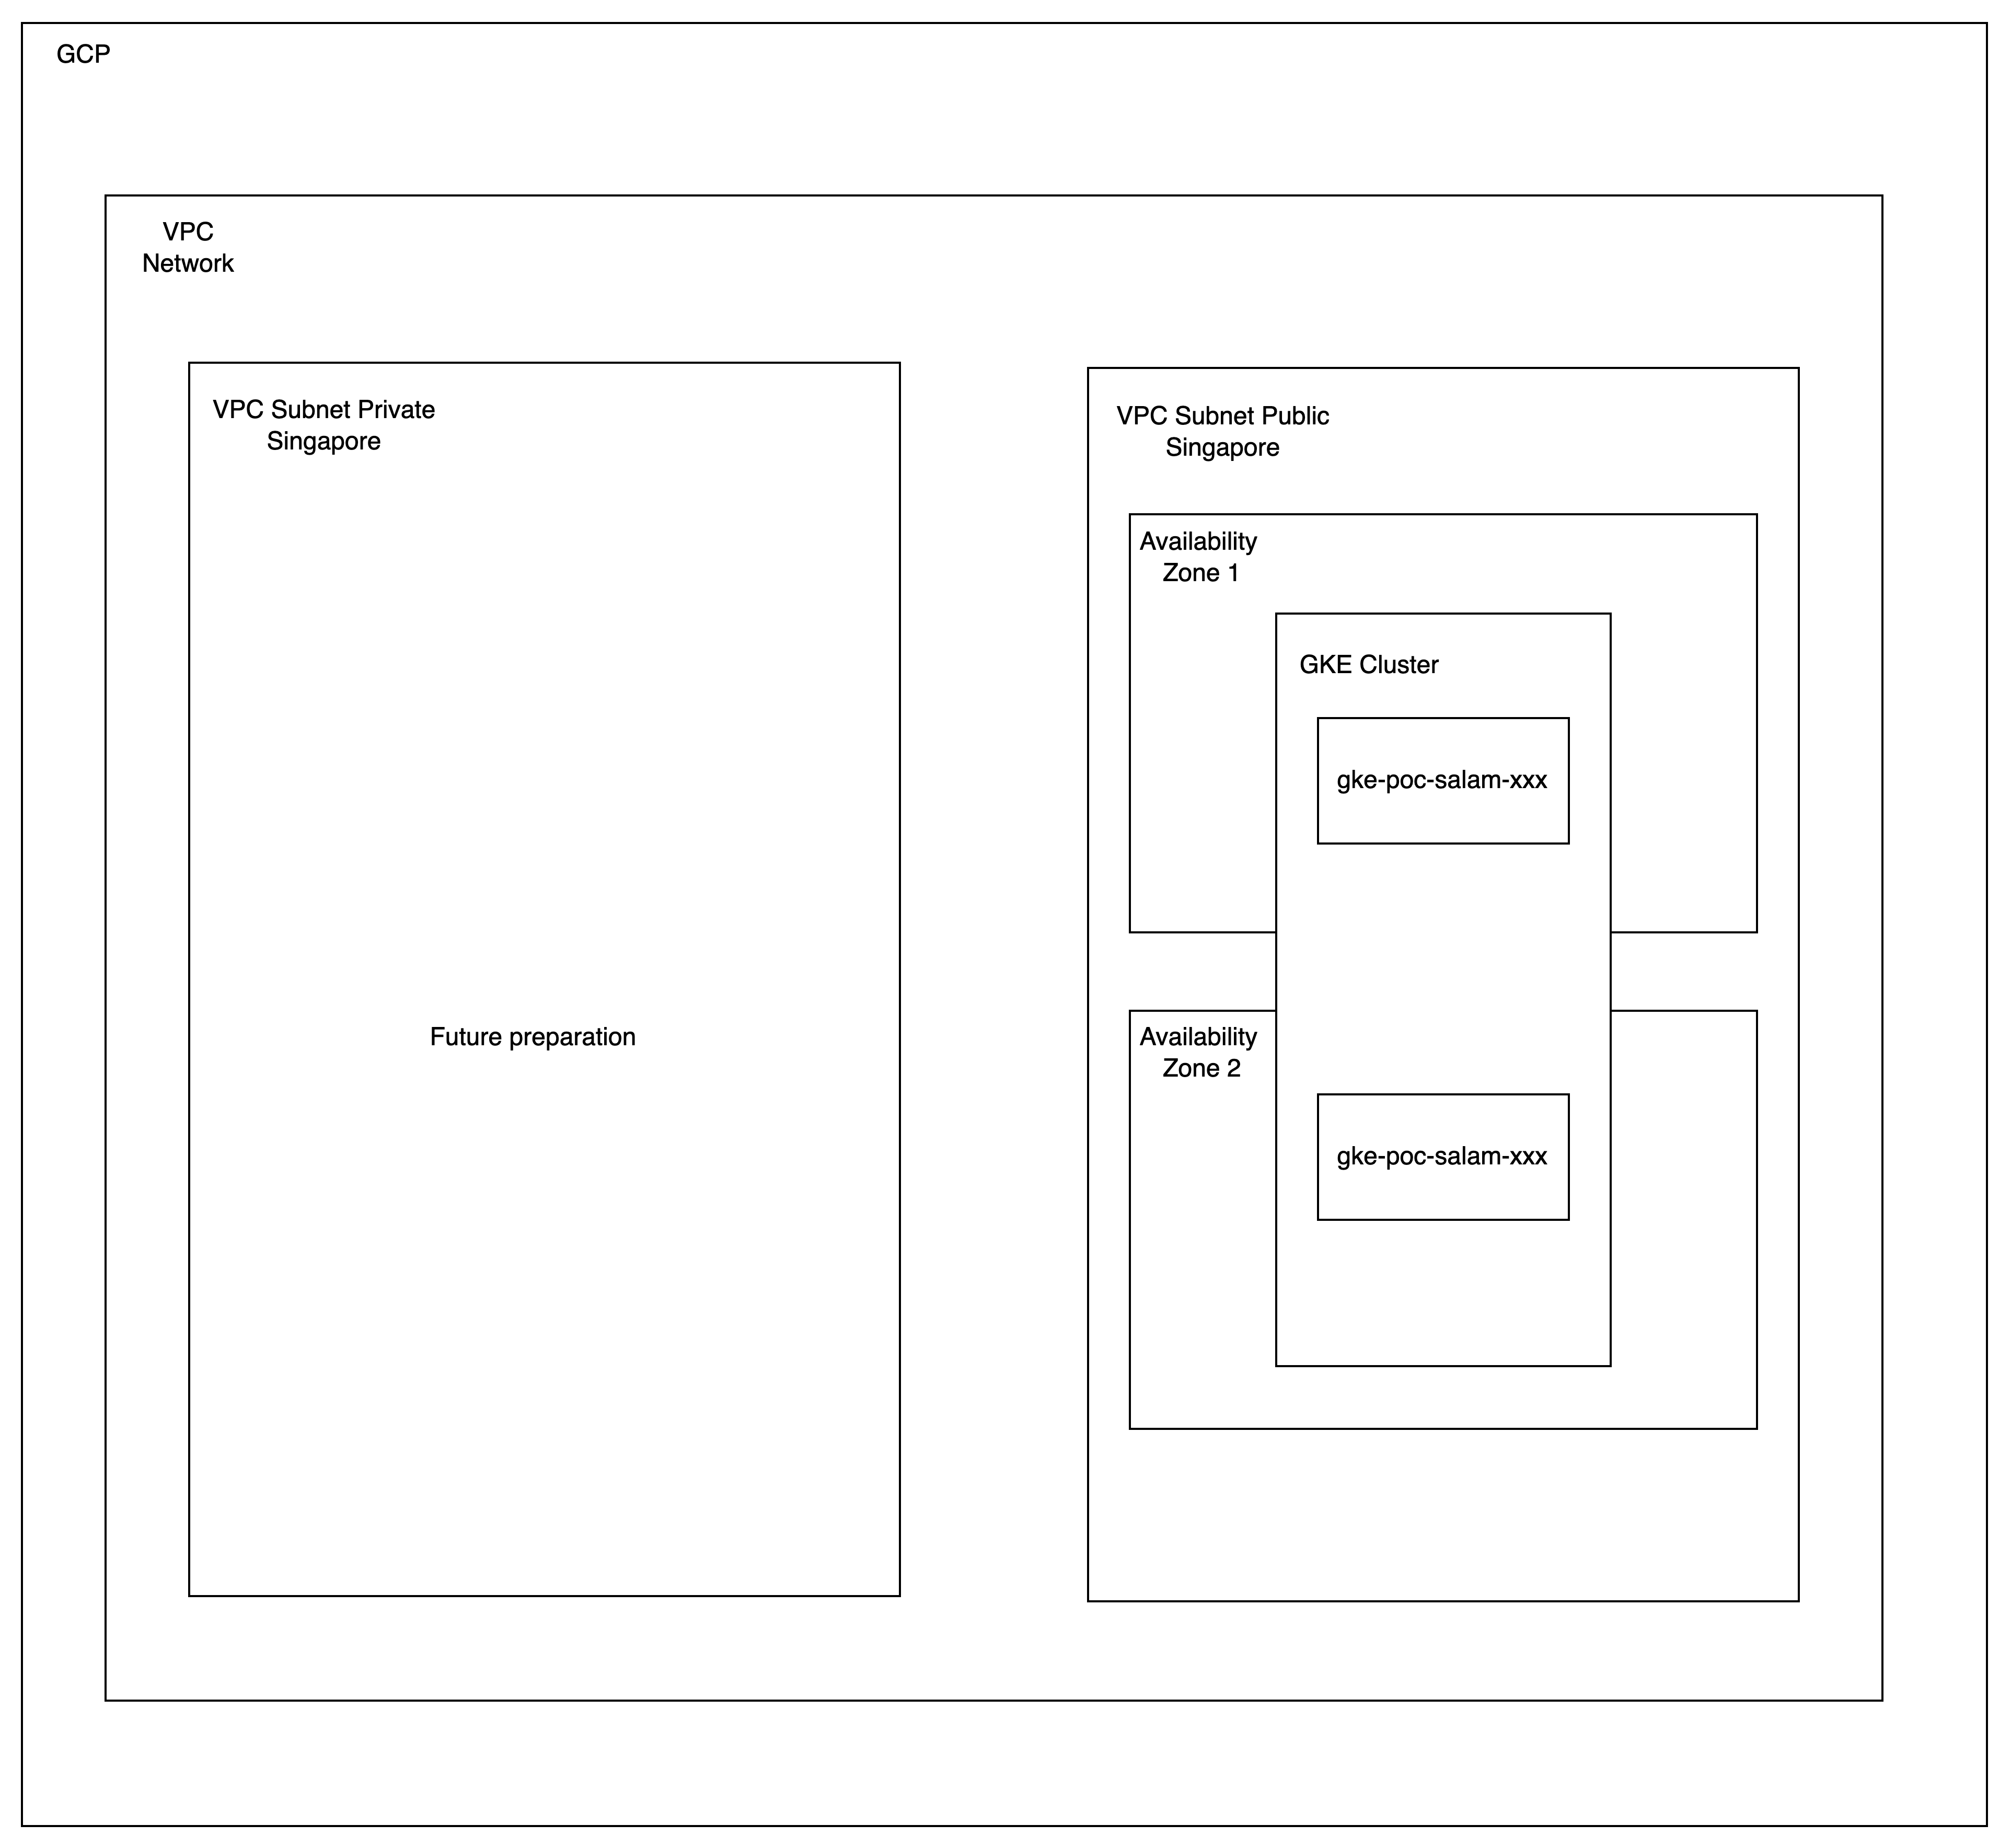 GCP
VPC
Network
VPC Subnet Private
Singapore
Future preparation
VPC Subnet Public
Singapore
Availability
Zone 1
GKE Cluster
gke-poc-salam-xxx
Availability
Zone 2
gke-poc-salam-xxx